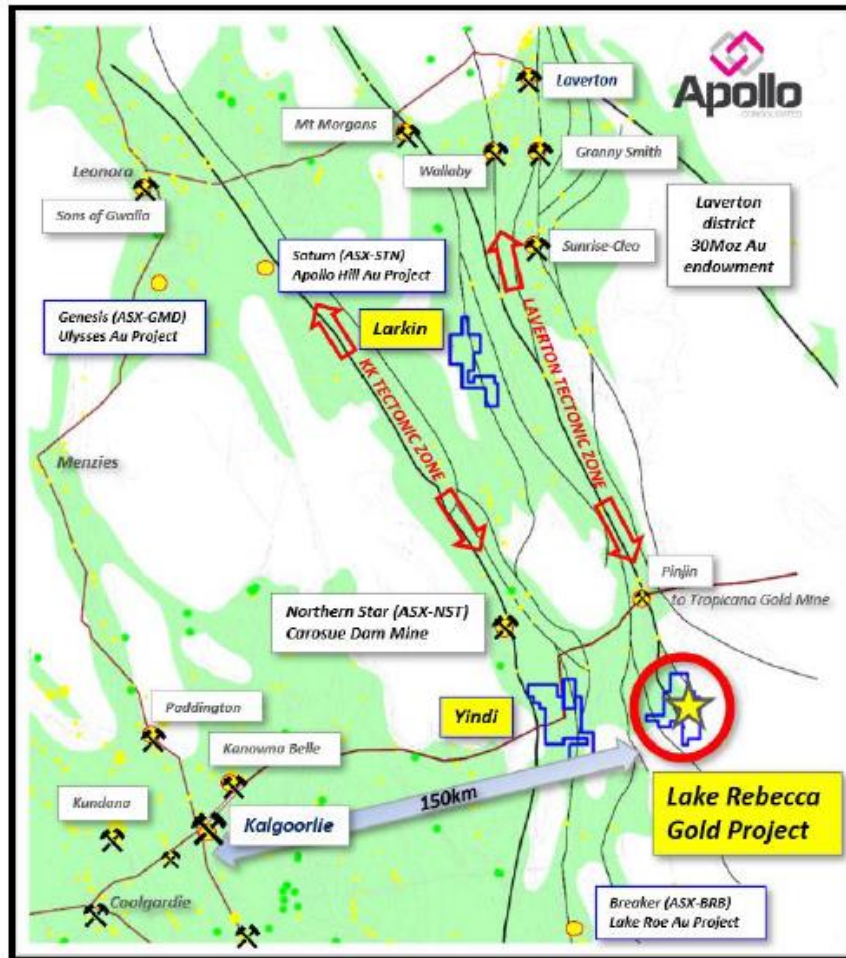 Apollo
CONSOLIDATED
Laverton
Mt Morgans
Leonora
Wallaby
Granny Smith
Sons of Gwalia
Laverton
district
30Moz Au
endowment
Saturn (ASX-STN)
Apollo Hill Au Project
Sunrise-Cleo
Genesis (ASX-GMD)
Ulysses Au Project
Larkin
KK TECTONIC ZONE
LAVERTON TECTONIC ZONE
Menzies
Pinjin
to Tropicana Gold Mine
Northern Star (ASX-NST)
Carosue Dam Mine
Paddington
Yindi
Kanowna Belle
Kundana
Kalgoorlie
150km
Lake Rebecca
Gold Project
Coolgardie
Breaker (ASX-BRB)
Lake Roe Au Project